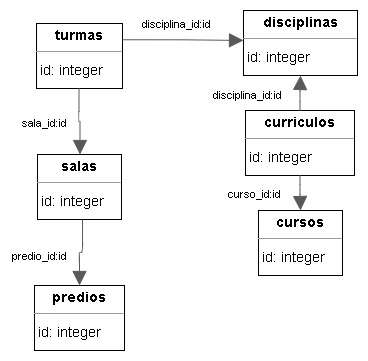 disciplina_id:id
disciplinas
turmas
id: integer
id: integer
disciplina_id:id
sala_id:id
curriculos
id: integer
salas
id: integer
curso_id:id
cursos
id: integer
predio_id:id
predios
id: integer